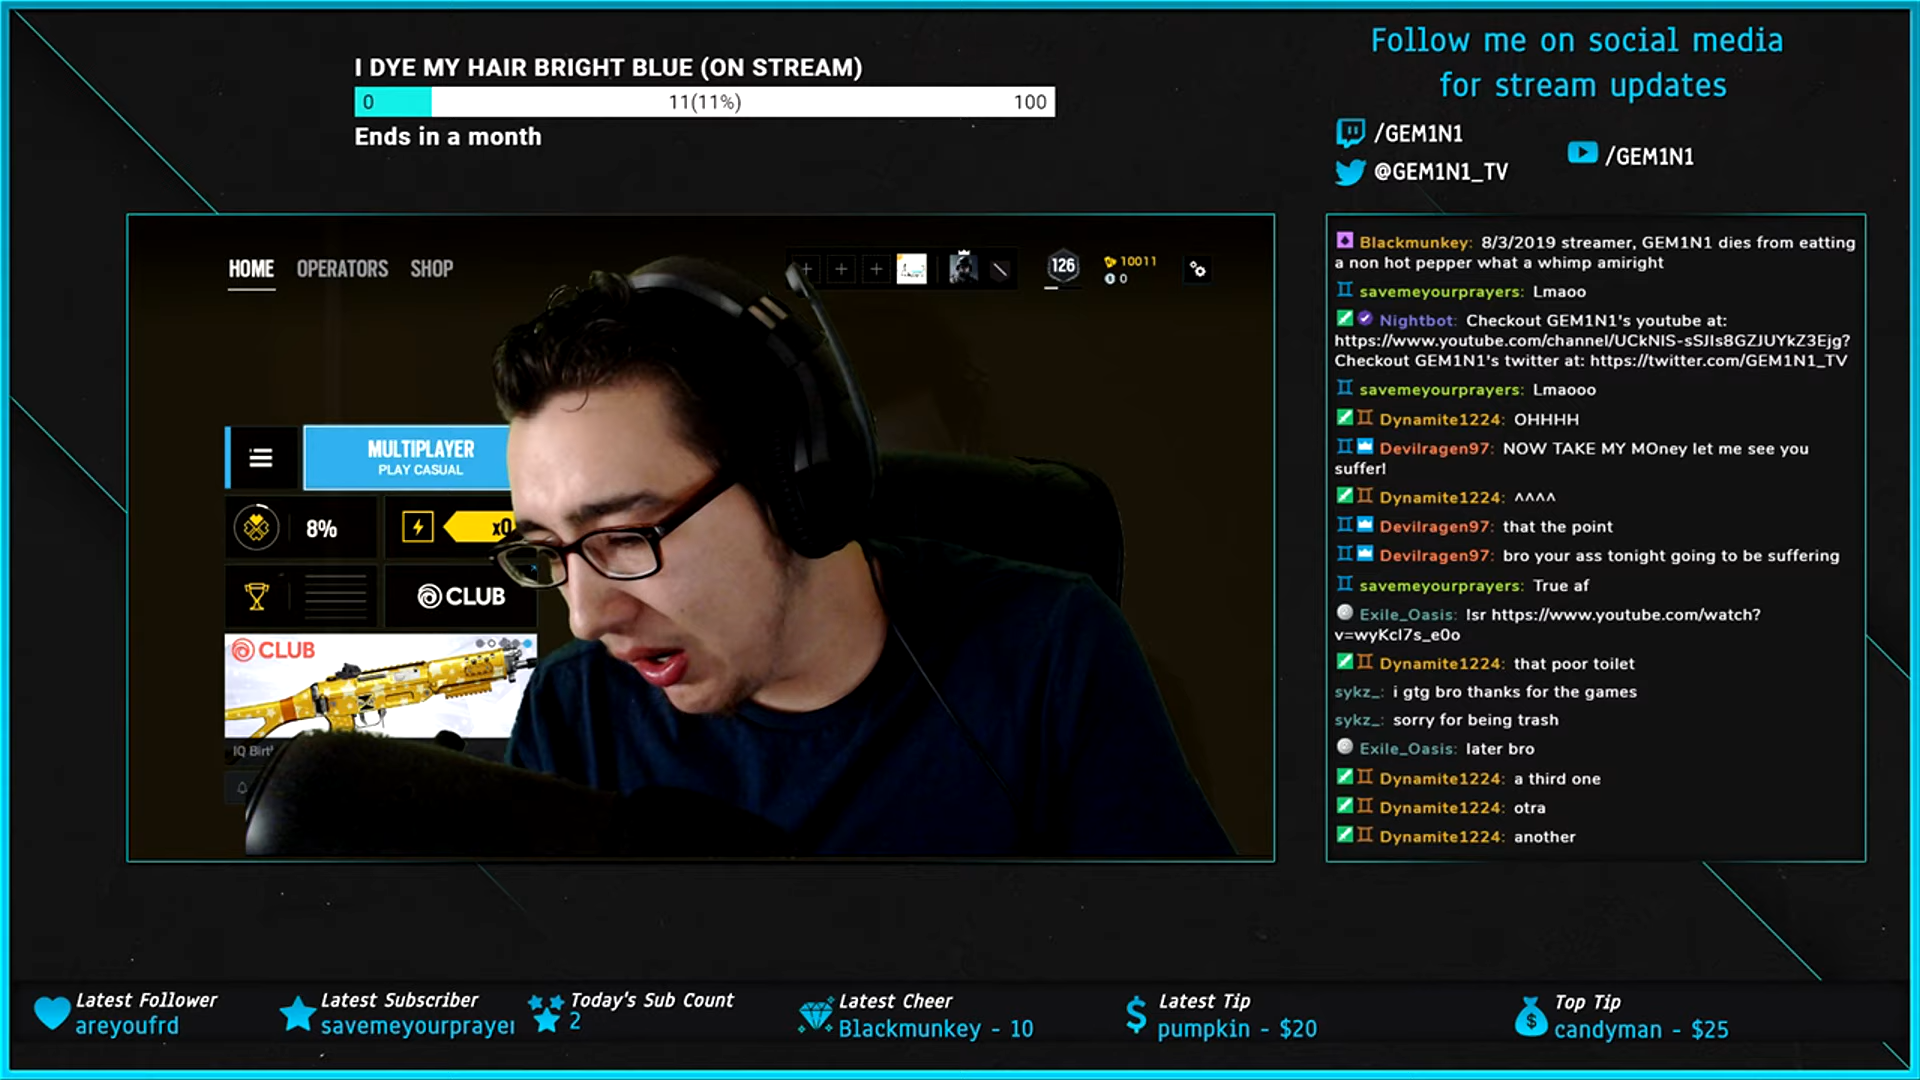 I DYE MY HAIR BRIGHT BLUE (ON STREAM)
0 11(11%) 100
Ends in a month
Follow me on social media
for stream updates
/GEM1N1
@GEM1N1_TV
/GEM1N1
HOME OPERATORS SHOP
126
10011
0
MULTIPLAYER
PLAY CASUAL
8%
x0
CLUB
CLUB
IQ
Blackmunkey: 8/3/2019 streamer, GEM1N1 dies from eatting
a non hot pepper what a whimp amiright
savemeyourprayers: Lmaoo
Nightbot: Checkout GEM1N1's youtube at:
https://www.youtube.com/channel/UCkNIS-sSJIs8GZJUYkZ3Ejg?
Checkout GEM1N1's twitter at: https://twitter.com/GEM1N1_TV
savemeyourprayers: Lmaooo
Dynamite1224: OHHHH
Devilragen97: NOW TAKE MY MOney let me see you
suffer!
Dynamite1224: ^^^^
Devilragen97: that the point
Devilragen97: bro your ass tonight going to be suffering
savemeyourprayers: True af
Exile_Oasis: !sr https://www.youtube.com/watch?
v=wyKcl7s_e0o
Dynamite1224: that poor toilet
sykz_: i gtg bro thanks for the games
sykz_: sorry for being trash
Exile_Oasis: later bro
Dynamite1224: a third one
Dynamite1224: otra
Dynamite1224: another
Latest Follower
areyoufrd
Latest Subscriber
savemeyourprayer
Today's Sub Count
2
Latest Cheer
Blackmunkey - 10
Latest Tip
pumpkin - $20
Top Tip
candyman - $25